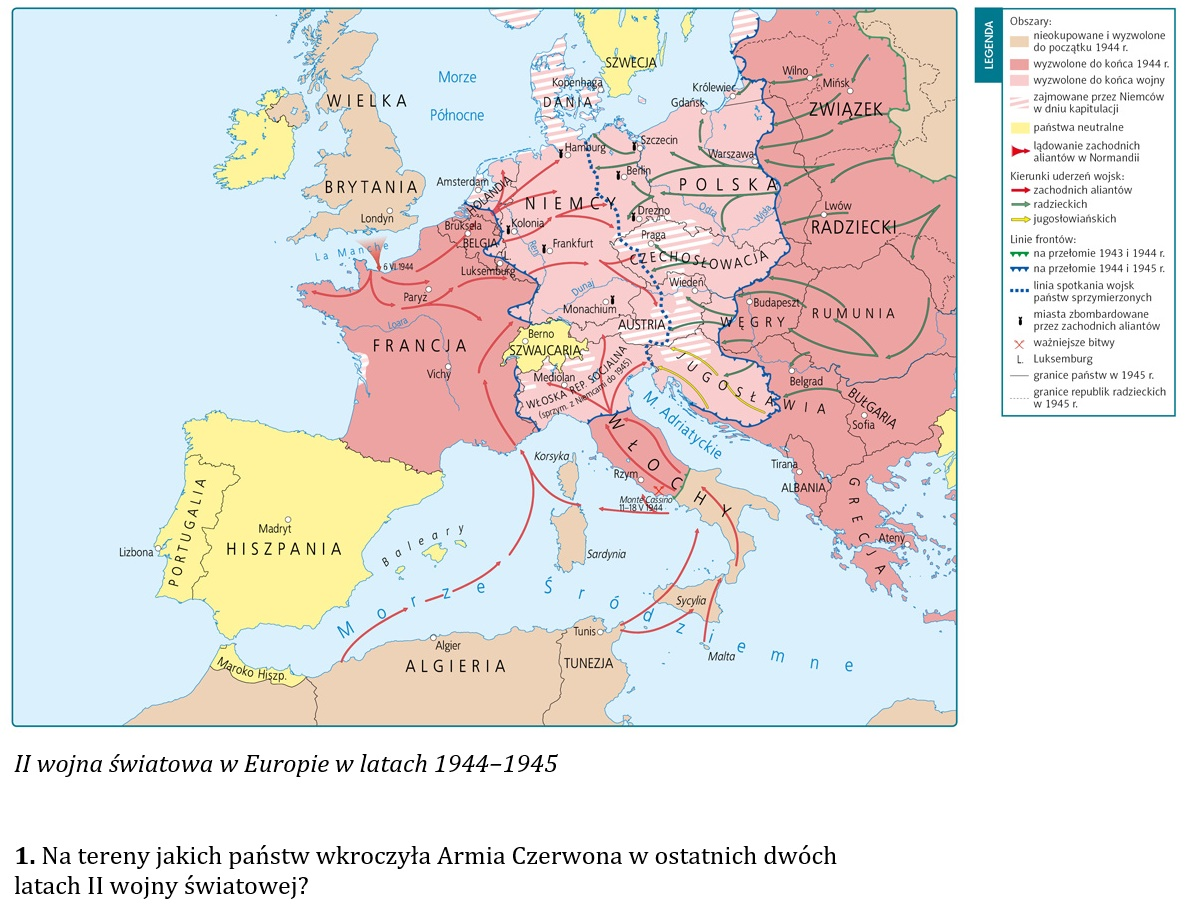 SZWECJA
Morze
Północne
Kopenhaga
DANIA
Wilno
Mińsk
Królewiec
Gdańsk
ZWIĄZEK
RADZIECKI
WIELKA
BRYTANIA
Londyn
Hamburg
Szczecin
Berlin
Warszawa
POLSKA
Amsterdam
HOLANDIA
NIEMCY
Odra
Wisła
Lwów
Drezno
Kolonia
Bruksela
BELGIA
L.
Luksemburg
Frankfurt
Praga
CZECHOSŁOWACJA
La Manche
6 VI 1944
Paryż
Loara
Dunaj
Monachium
Wiedeń
AUSTRIA
Budapeszt
WĘGRY
RUMUNIA
FRANCJA
Vichy
Berno
SZWAJCARIA
Mediolan
WŁOSKA REP. SOCJALNA
(sprzym. z Niemcami do 1945)
JUGOSŁAWIA
Belgrad
BUŁGARIA
Sofia
M. Adriatyckie
WŁOCHY
Korsyka
Rzym
Monte Cassino
11–18 V 1944
Tirana
ALBANIA
GRECJA
Ateny
PORTUGALIA
Lizbona
Madryt
HISZPANIA
Baleary
Sardynia
Sycylia
Morze Śródziemne
Malta
Tunis
TUNEZJA
Algier
ALGIERIA
Maroko Hiszp.
LEGENDA
Obszary:
nieokupowane i wyzwolone
do początku 1944 r.
wyzwolone do końca 1944 r.
wyzwolone do końca wojny
zajmowane przez Niemców
w dniu kapitulacji
państwa neutralne
lądowanie zachodnich
aliantów w Normandii
Kierunki uderzeń wojsk:
zachodnich aliantów
radzieckich
jugosłowiańskich
Linie frontów:
na przełomie 1943 i 1944 r.
na przełomie 1944 i 1945 r.
linia spotkania wojsk
państw sprzymierzonych
miasta zbombardowane
przez zachodnich aliantów
ważniejsze bitwy
L. Luksemburg
granice państw w 1945 r.
granice republik radzieckich
w 1945 r.
II wojna światowa w Europie w latach 1944–1945
1. Na tereny jakich państw wkroczyła Armia Czerwona w ostatnich dwóch
latach II wojny światowej?